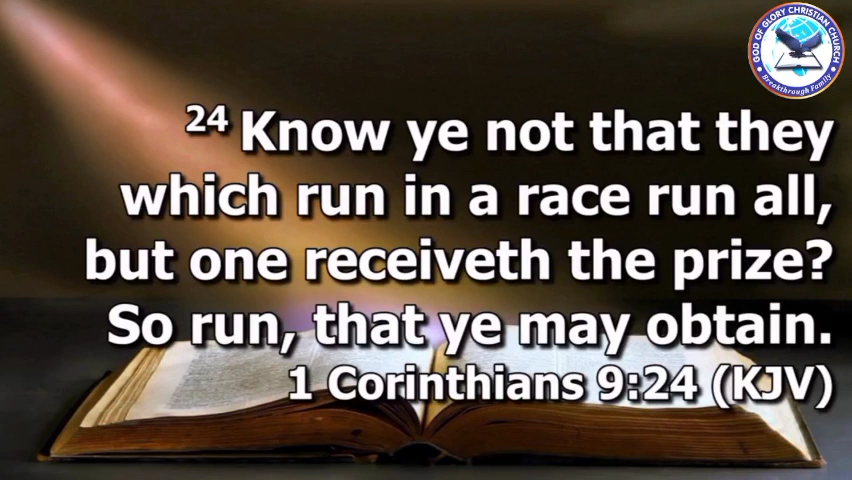 GOD OF GLORY CHRISTIAN CHURCH
Breakthrough Family
24 Know ye not that they
which run in a race run all,
but one receiveth the prize?
So run, that ye may obtain.
1 Corinthians 9:24 (KJV)